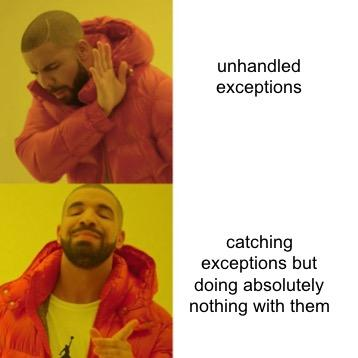 unhandled
exceptions
catching
exceptions but
doing absolutely
nothing with them